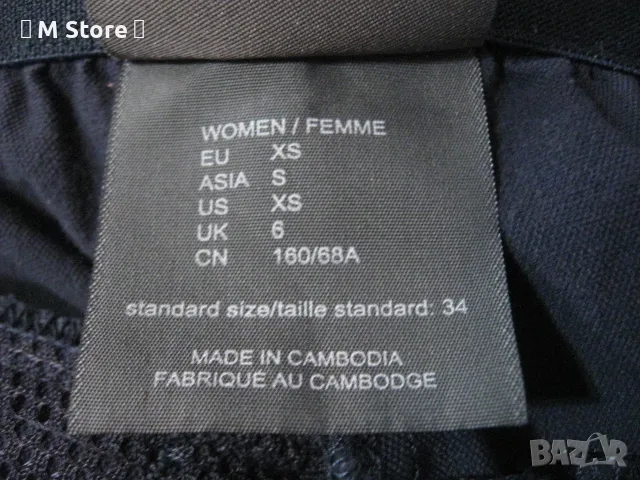 M Store
WOMEN / FEMME
EU XS
ASIA S
US XS
UK 6
CN 160/68A
standard size/taille standard: 34
MADE IN CAMBODIA
FABRIQUÉ AU CAMBODGE
BAZAR